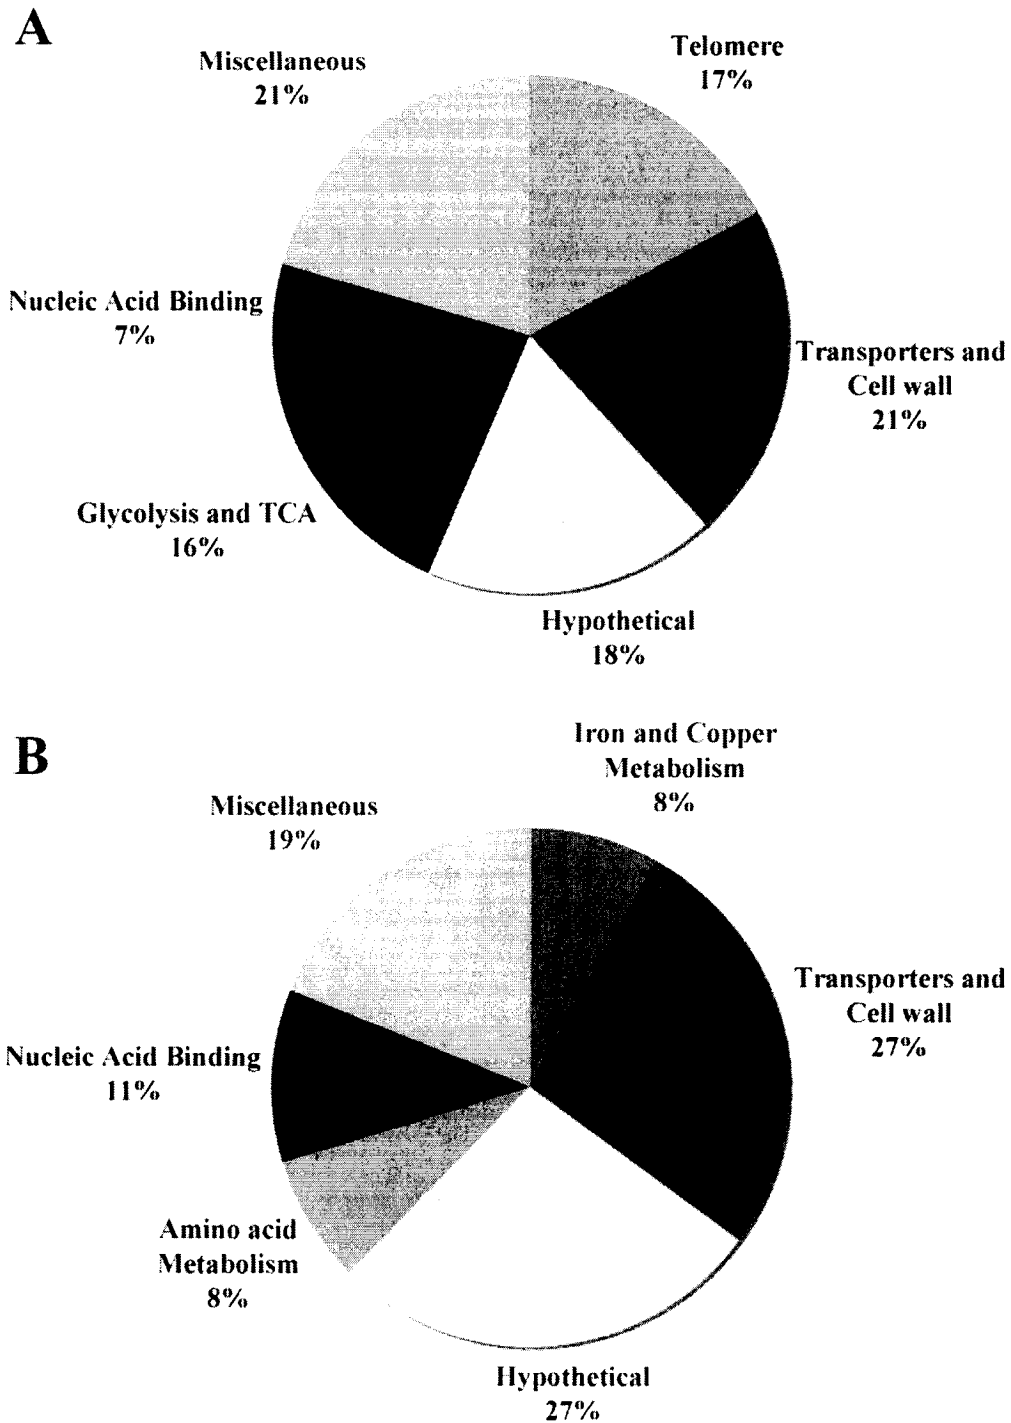 A
Miscellaneous
21%
Telomere
17%
Nucleic Acid Binding
7%
Transporters and
Cell wall
21%
Glycolysis and TCA
16%
Hypothetical
18%
B
Iron and Copper
Metabolism
8%
Miscellaneous
19%
Transporters and
Cell wall
27%
Nucleic Acid Binding
11%
Amino acid
Metabolism
8%
Hypothetical
27%